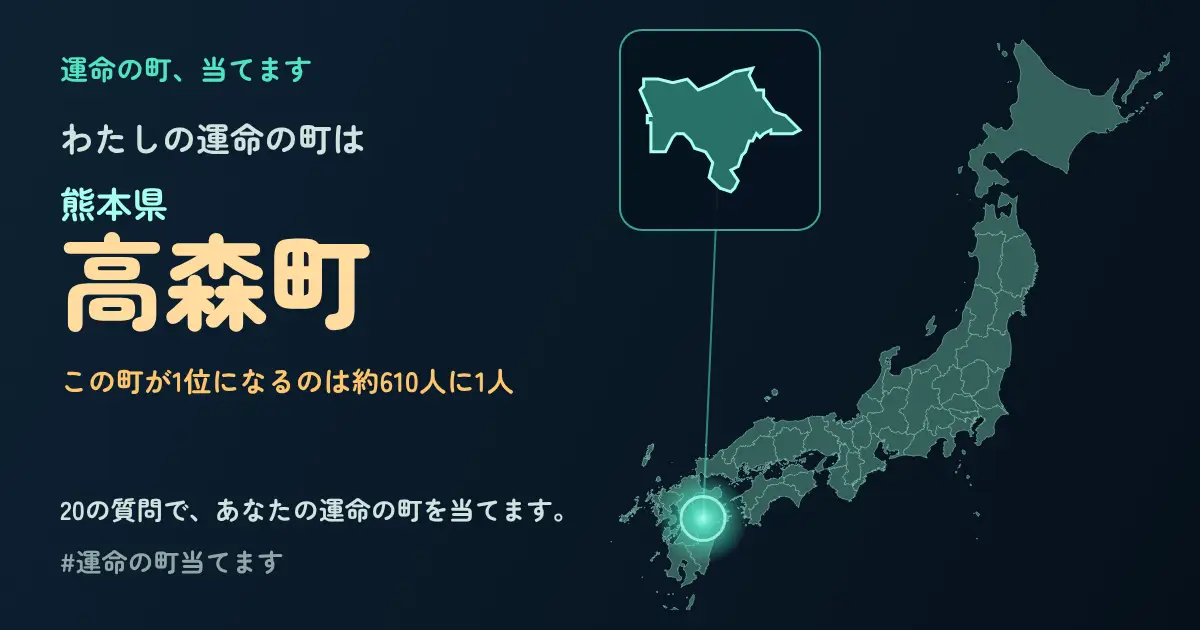 運命の町、当てます
わたしの運命の町は
熊本県
高森町
この町が1位になるのは約610人に1人
20の質問で、あなたの運命の町を当てます。
#運命の町当てます